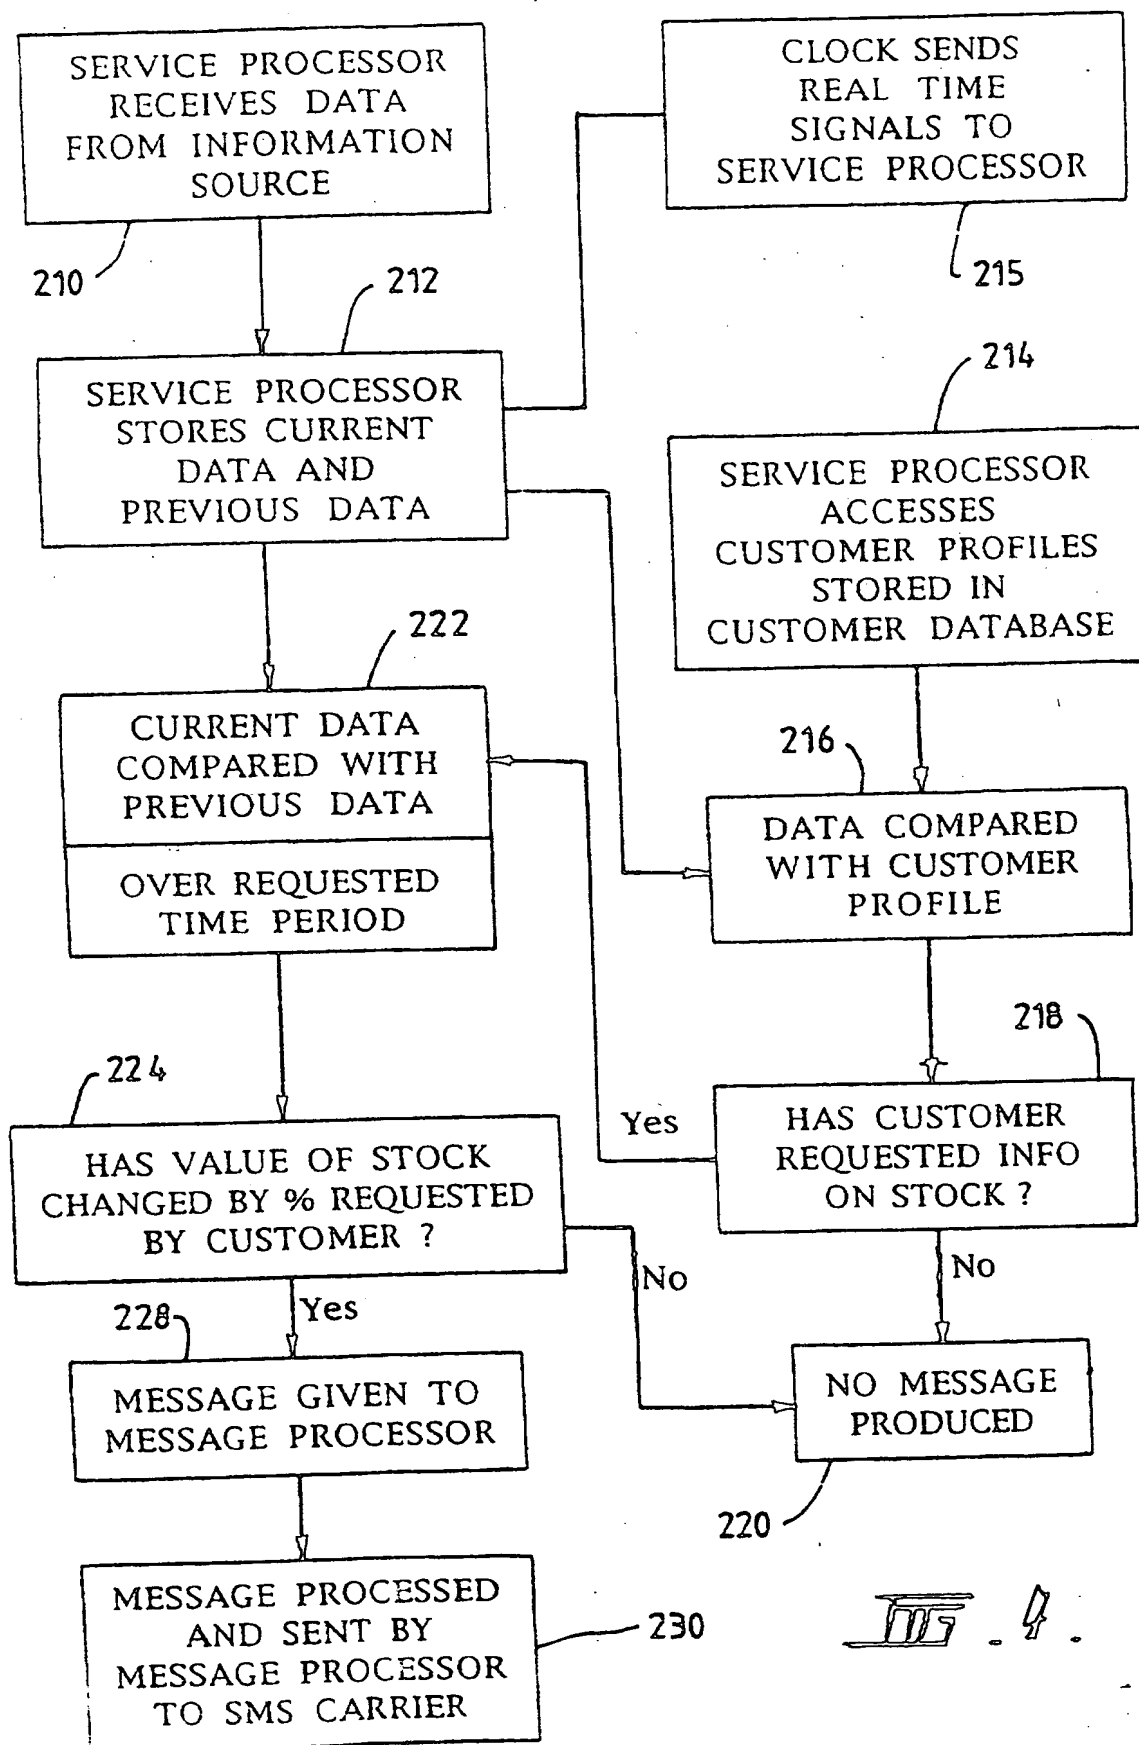 SERVICE PROCESSOR
RECEIVES DATA
FROM INFORMATION
SOURCE
210
CLOCK SENDS
REAL TIME
SIGNALS TO
SERVICE PROCESSOR
215
212
SERVICE PROCESSOR
STORES CURRENT
DATA AND
PREVIOUS DATA
214
SERVICE PROCESSOR
ACCESSES
CUSTOMER PROFILES
STORED IN
CUSTOMER DATABASE
222
CURRENT DATA
COMPARED WITH
PREVIOUS DATA
OVER REQUESTED
TIME PERIOD
216
DATA COMPARED
WITH CUSTOMER
PROFILE
218
HAS CUSTOMER
REQUESTED INFO
ON STOCK ?
Yes
No
224
HAS VALUE OF STOCK
CHANGED BY % REQUESTED
BY CUSTOMER ?
No
Yes
228
MESSAGE GIVEN TO
MESSAGE PROCESSOR
NO MESSAGE
PRODUCED
220
MESSAGE PROCESSED
AND SENT BY
MESSAGE PROCESSOR
TO SMS CARRIER
230